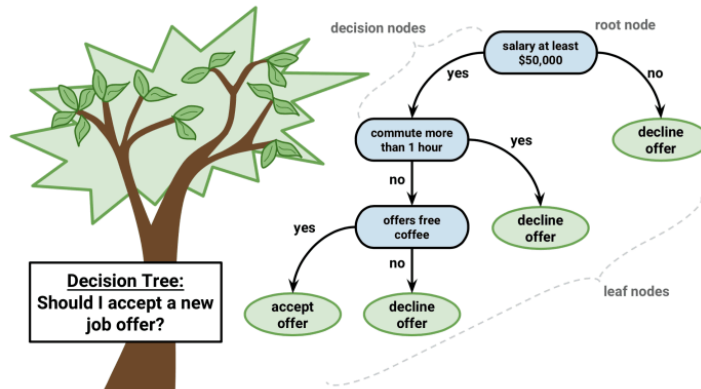 decision nodes
root node
salary at least
$50,000
yes
no
commute more
than 1 hour
decline
offer
yes
no
offers free
coffee
decline
offer
yes
no
Decision Tree:
Should I accept a new
job offer?
accept
offer
decline
offer
leaf nodes